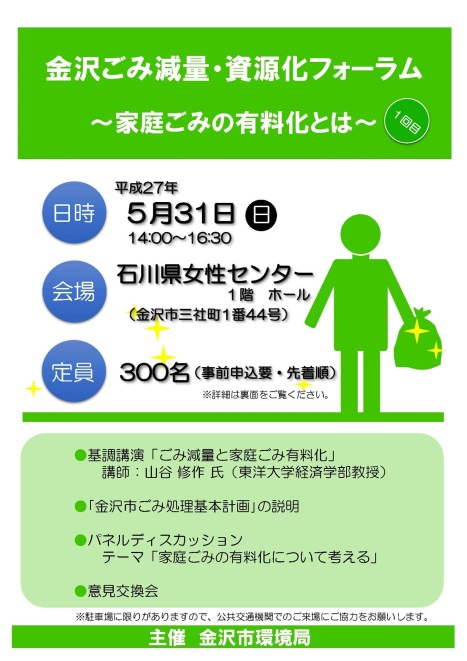 金沢ごみ減量・資源化フォーラム
～家庭ごみの有料化とは～
1回目
日時
平成27年
5月31日 日
14:00～16:30
会場
石川県女性センター
1階 ホール
（金沢市三社町1番44号）
定員
300名（事前申込要・先着順）
※詳細は裏面をご覧ください。
●基調講演「ごみ減量と家庭ごみ有料化」
講師：山谷 修作 氏（東洋大学経済学部教授）
●「金沢市ごみ処理基本計画」の説明
●パネルディスカッション
テーマ「家庭ごみの有料化について考える」
●意見交換会
※駐車場に限りがありますので、公共交通機関でのご来場にご協力をお願いします。
主催 金沢市環境局